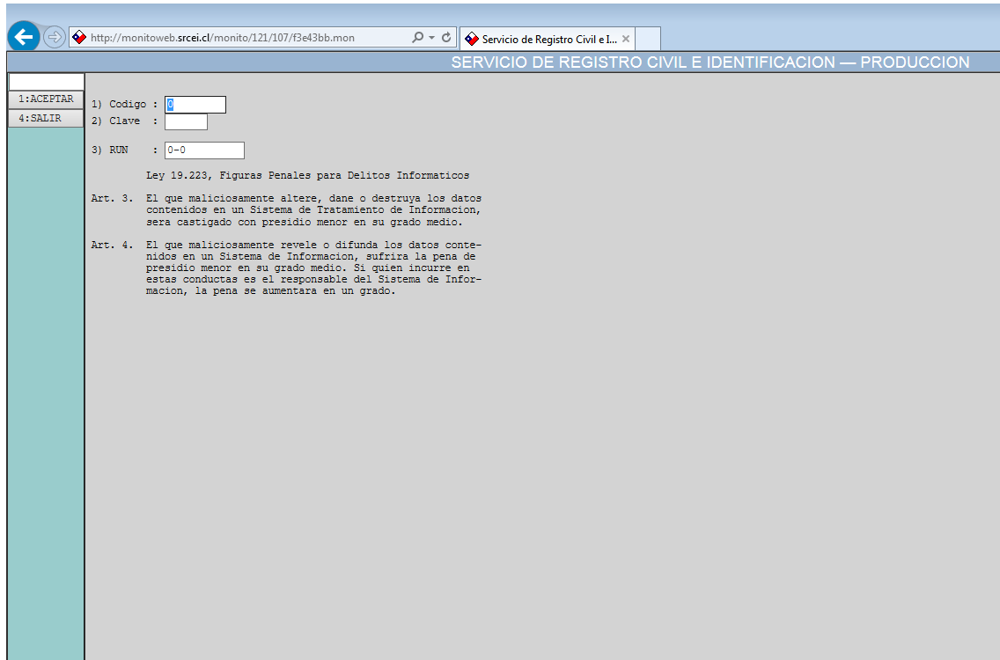 http://monitoweb.srcei.cl/monito/121/107/f3e43bb.mon
Servicio de Registro Civil e I...
SERVICIO DE REGISTRO CIVIL E IDENTIFICACION — PRODUCCION
1:ACEPTAR
4:SALIR
1) Codigo : 0
2) Clave :
3) RUN : 0-0
Ley 19.223, Figuras Penales para Delitos Informaticos
Art. 3. El que maliciosamente altere, dane o destruya los datos
contenidos en un Sistema de Tratamiento de Informacion,
sera castigado con presidio menor en su grado medio.
Art. 4. El que maliciosamente revele o difunda los datos conte-
nidos en un Sistema de Informacion, sufrira la pena de
presidio menor en su grado medio. Si quien incurre en
estas conductas es el responsable del Sistema de Infor-
macion, la pena se aumentara en un grado.